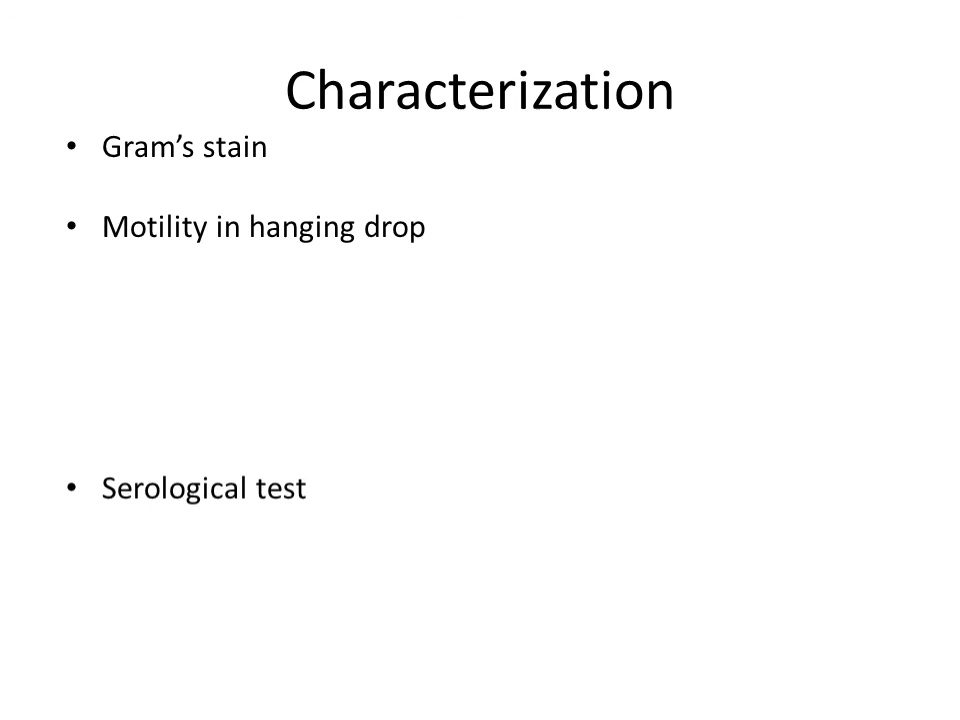 Characterization
• Gram’s stain
• Motility in hanging drop
• Serological test